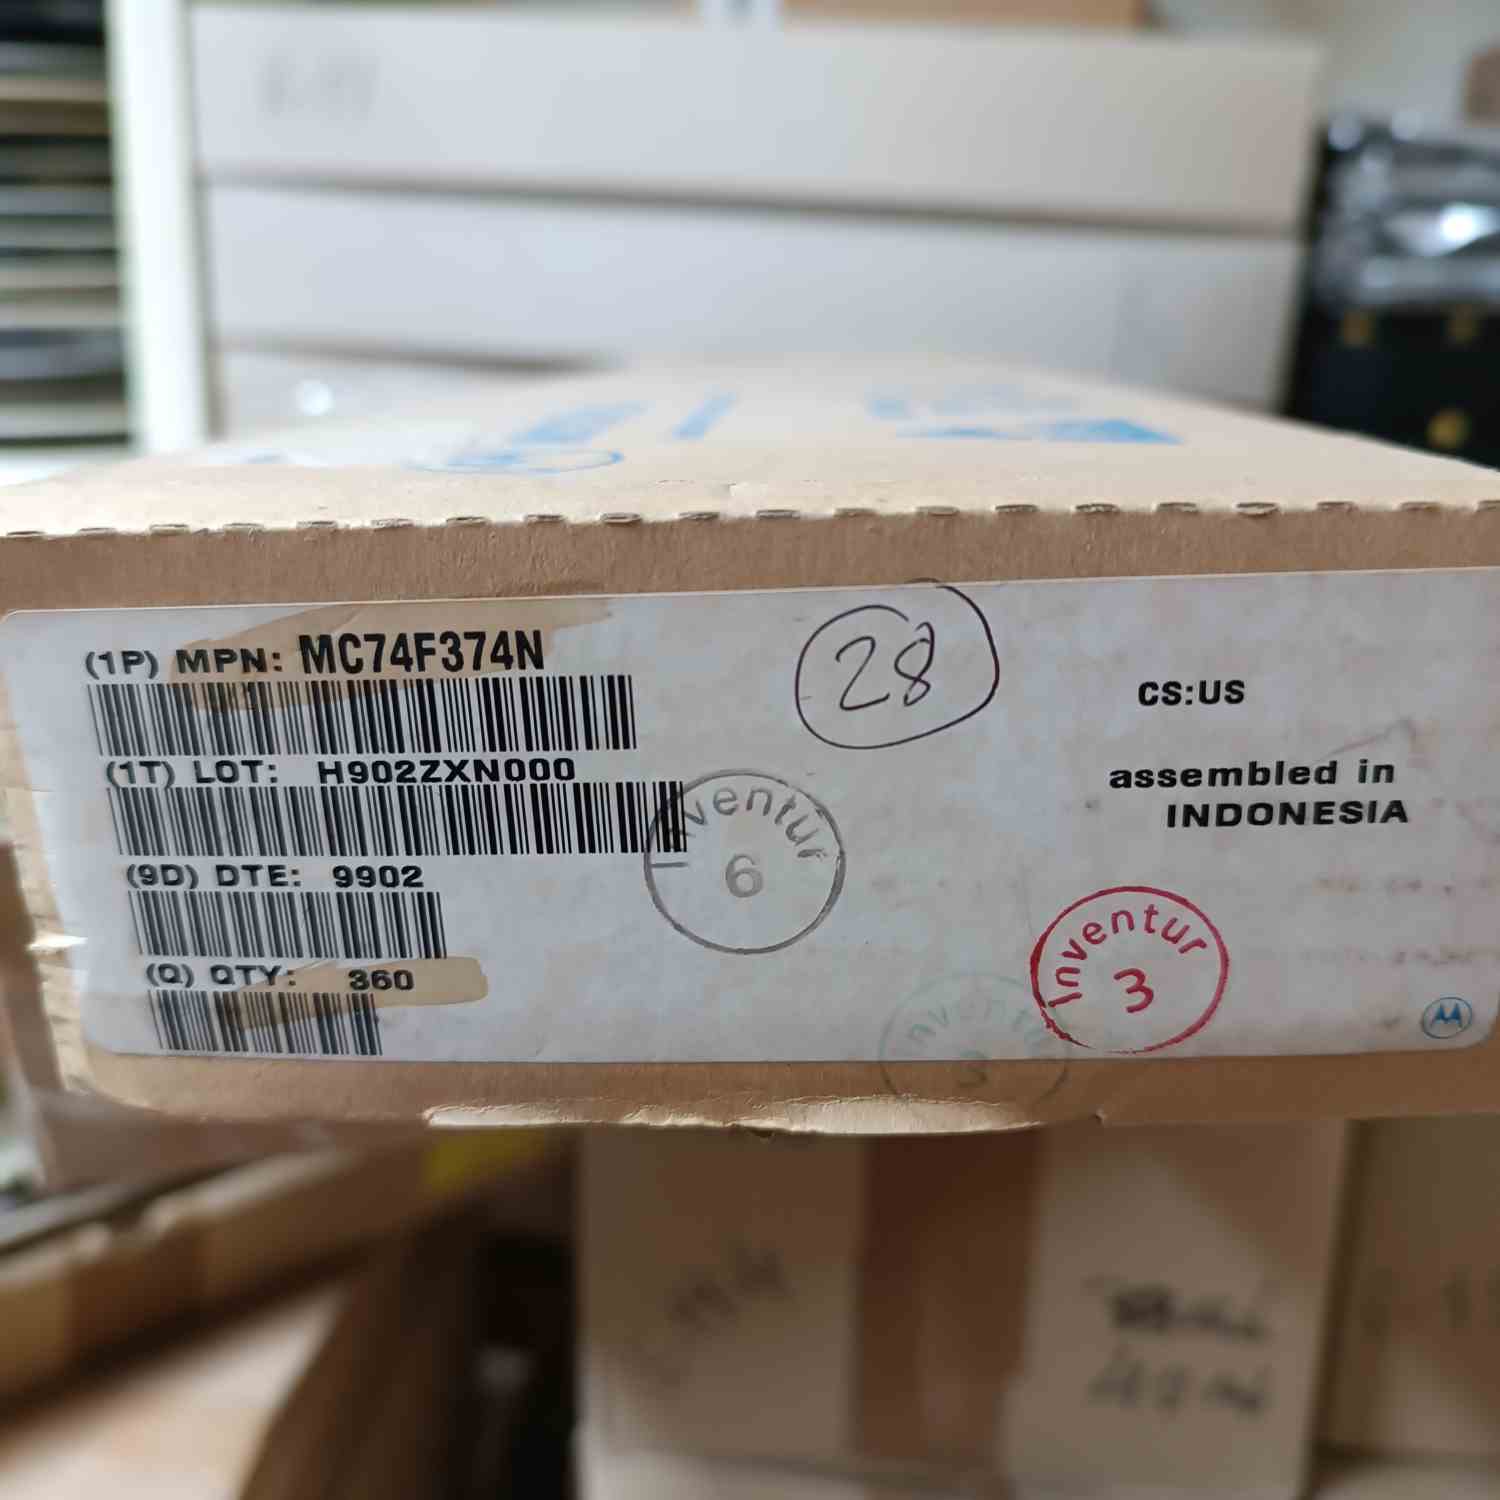 (1P) MPN: MC74F374N
(1T) LOT: H902ZXN000
(9D) DTE: 9902
(Q) QTY: 360
28
CS:US
assembled in
INDONESIA
Inventur
6
Inventur
3
Inventur